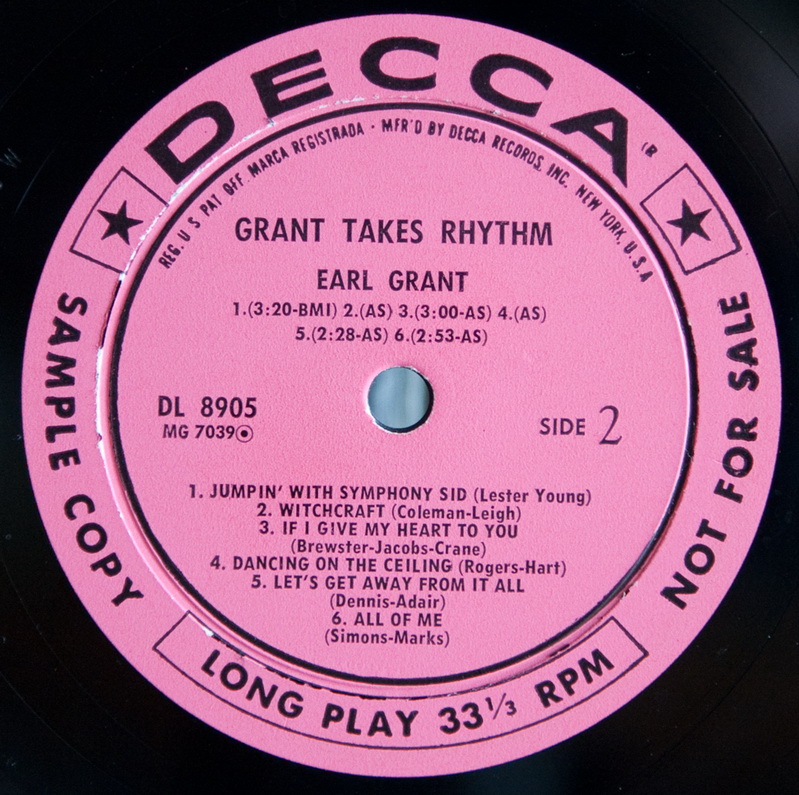 DECCA ®
REG. U S PAT OFF. MARCA REGISTRADA · MFR'D BY DECCA RECORDS, INC. NEW YORK, U.S.A
GRANT TAKES RHYTHM
EARL GRANT
1.(3:20-BMI) 2.(AS) 3.(3:00-AS) 4.(AS)
5.(2:28-AS) 6.(2:53-AS)
DL 8905
MG 7039
SIDE 2
1. JUMPIN' WITH SYMPHONY SID (Lester Young)
2. WITCHCRAFT (Coleman-Leigh)
3. IF I GIVE MY HEART TO YOU
(Brewster-Jacobs-Crane)
4. DANCING ON THE CEILING (Rogers-Hart)
5. LET'S GET AWAY FROM IT ALL
(Dennis-Adair)
6. ALL OF ME
(Simons-Marks)
SAMPLE COPY
NOT FOR SALE
LONG PLAY 33⅓ RPM